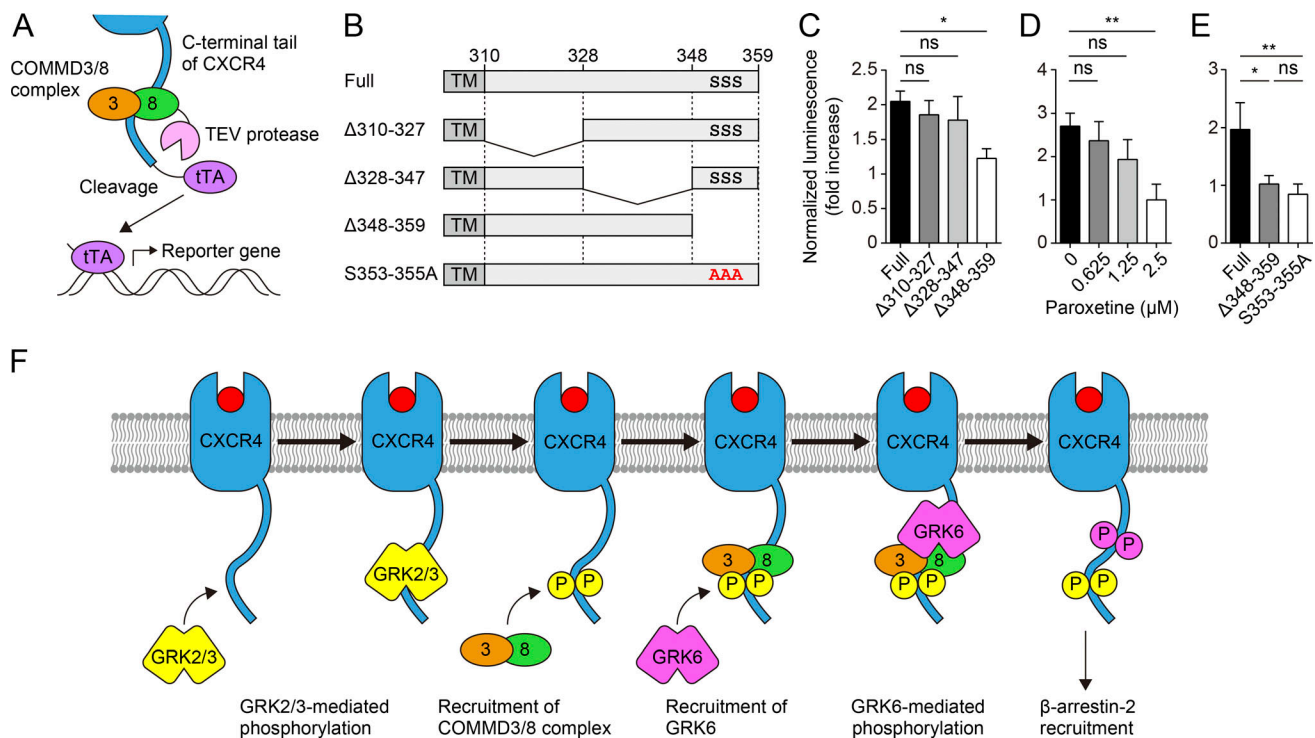 A
C-terminal tail
of CXCR4
COMMD3/8
complex
3 8
TEV protease
Cleavage
tTA
tTA
Reporter gene
B
310 328 348 359
Full TM SSS
Δ310-327 TM SSS
Δ328-347 TM SSS
Δ348-359 TM
S353-355A TM AAA
C
Normalized luminescence
(fold increase)
*
ns
ns
2.5
2
1.5
1
0.5
0
Full
Δ310-327
Δ328-347
Δ348-359
D
**
ns
ns
4
3
2
1
0
0
0.625
1.25
2.5
Paroxetine (µM)
E
**
* ns
3
2
1
0
Full
Δ348-359
S353-355A
F
CXCR4 CXCR4 CXCR4 CXCR4 CXCR4 CXCR4
GRK2/3
GRK2/3
P P
3 8
3 8
P P
GRK6
GRK6
3 8
P P
P P
P P
GRK2/3-mediated
phosphorylation
Recruitment of
COMMD3/8 complex
Recruitment of
GRK6
GRK6-mediated
phosphorylation
β-arrestin-2
recruitment